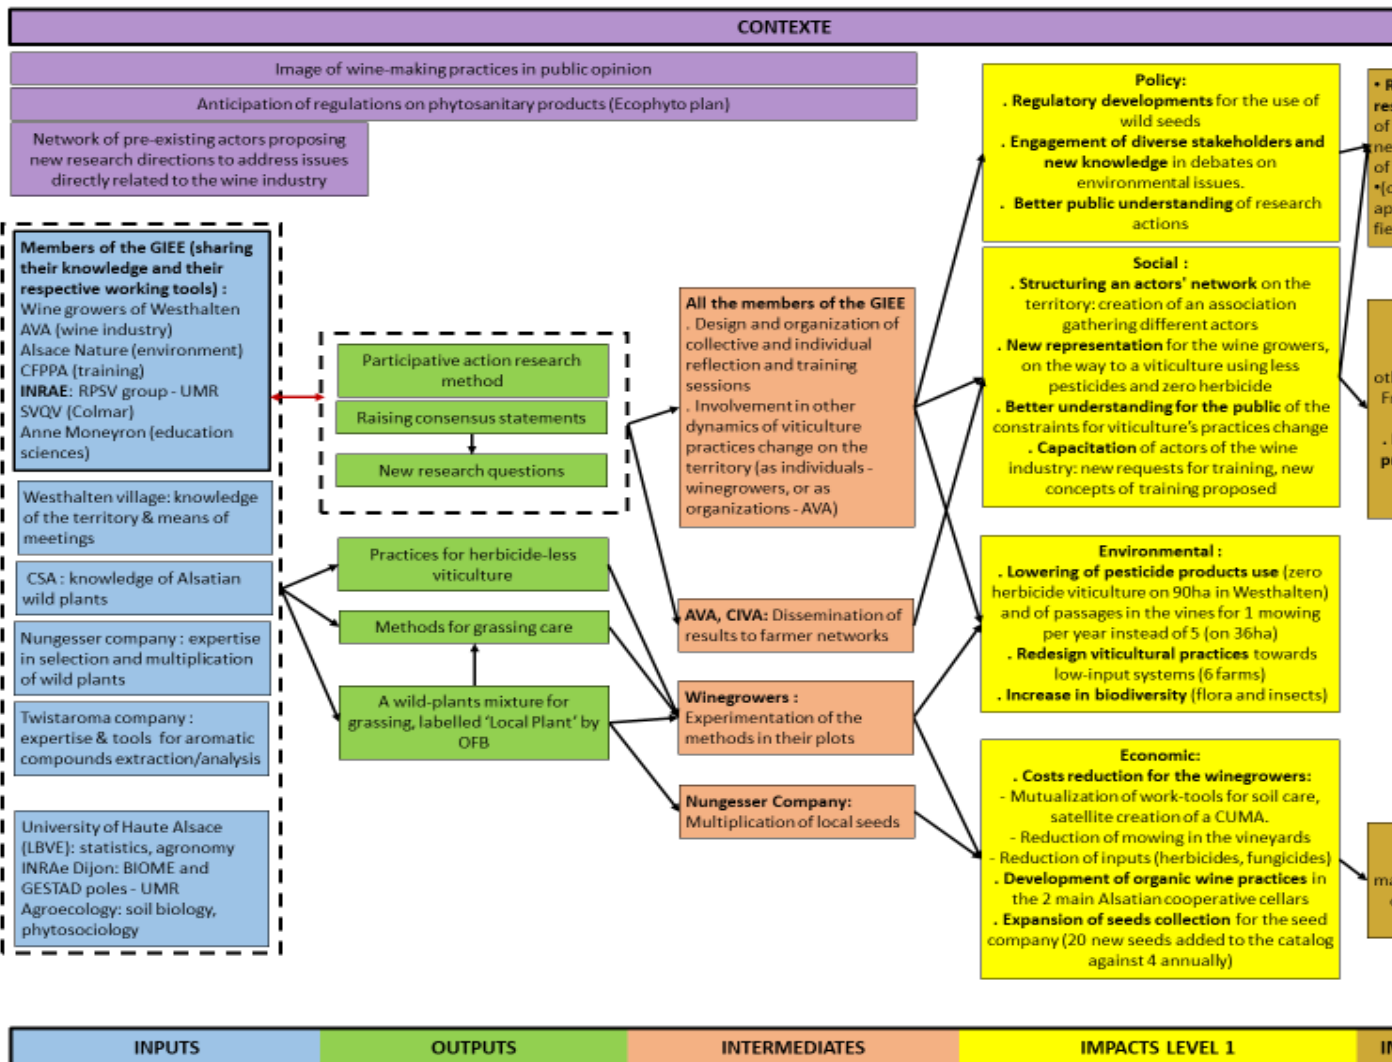 CONTEXTE
Image of wine-making practices in public opinion
Anticipation of regulations on phytosanitary products (Ecophyto plan)
Network of pre-existing actors proposing
new research directions to address issues
directly related to the wine industry
Members of the GIEE (sharing
their knowledge and their
respective working tools) :
Wine growers of Westhalten
AVA (wine industry)
Alsace Nature (environment)
CFPPA (training)
INRAE: RPSV group - UMR
SVQV (Colmar)
Anne Moneyron (education
sciences)
Westhalten village: knowledge
of the territory & means of
meetings
CSA : knowledge of Alsatian
wild plants
Nungesser company : expertise
in selection and multiplication
of wild plants
Twistaroma company :
expertise & tools for aromatic
compounds extraction/analysis
University of Haute Alsace
(LBVE): statistics, agronomy
INRAe Dijon: BIOME and
GESTAD poles - UMR
Agroecology: soil biology,
phytosociology
Participative action research
method
Raising consensus statements
New research questions
Practices for herbicide-less
viticulture
Methods for grassing care
A wild-plants mixture for
grassing, labelled 'Local Plant' by
OFB
All the members of the GIEE
. Design and organization of
collective and individual
reflection and training
sessions
. Involvement in other
dynamics of viticulture
practices change on the
territory (as individuals -
winegrowers, or as
organizations - AVA)
AVA, CIVA: Dissemination of
results to farmer networks
Winegrowers :
Experimentation of the
methods in their plots
Nungesser Company:
Multiplication of local seeds
Policy:
. Regulatory developments for the use of
wild seeds
. Engagement of diverse stakeholders and
new knowledge in debates on
environmental issues.
. Better public understanding of research
actions
Social :
. Structuring an actors' network on the
territory: creation of an association
gathering different actors
. New representation for the wine growers,
on the way to a viticulture using less
pesticides and zero herbicide
. Better understanding for the public of the
constraints for viticulture's practices change
. Capacitation of actors of the wine
industry: new requests for training, new
concepts of training proposed
Environmental :
. Lowering of pesticide products use (zero
herbicide viticulture on 90ha in Westhalten)
and of passages in the vines for 1 mowing
per year instead of 5 (on 36ha)
. Redesign viticultural practices towards
low-input systems (6 farms)
. Increase in biodiversity (flora and insects)
Economic:
. Costs reduction for the winegrowers:
- Mutualization of work-tools for soil care,
satellite creation of a CUMA.
- Reduction of mowing in the vineyards
- Reduction of inputs (herbicides, fungicides)
. Development of organic wine practices in
the 2 main Alsatian cooperative cellars
. Expansion of seeds collection for the seed
company (20 new seeds added to the catalog
against 4 annually)
of
of
INPUTS
OUTPUTS
INTERMEDIATES
IMPACTS LEVEL 1